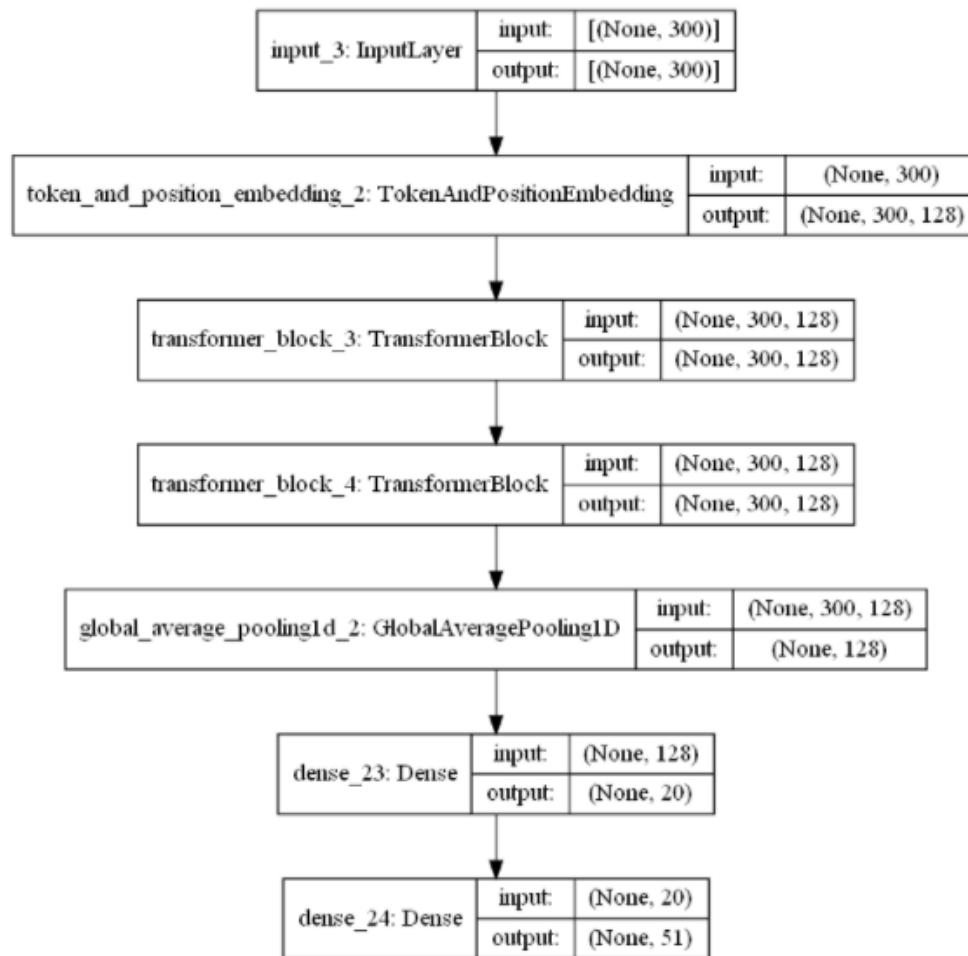 input_3: InputLayer
input: [(None, 300)]
output: [(None, 300)]
token_and_position_embedding_2: TokenAndPositionEmbedding
input: (None, 300)
output: (None, 300, 128)
transformer_block_3: TransformerBlock
input: (None, 300, 128)
output: (None, 300, 128)
transformer_block_4: TransformerBlock
input: (None, 300, 128)
output: (None, 300, 128)
global_average_pooling1d_2: GlobalAveragePooling1D
input: (None, 300, 128)
output: (None, 128)
dense_23: Dense
input: (None, 128)
output: (None, 20)
dense_24: Dense
input: (None, 20)
output: (None, 51)